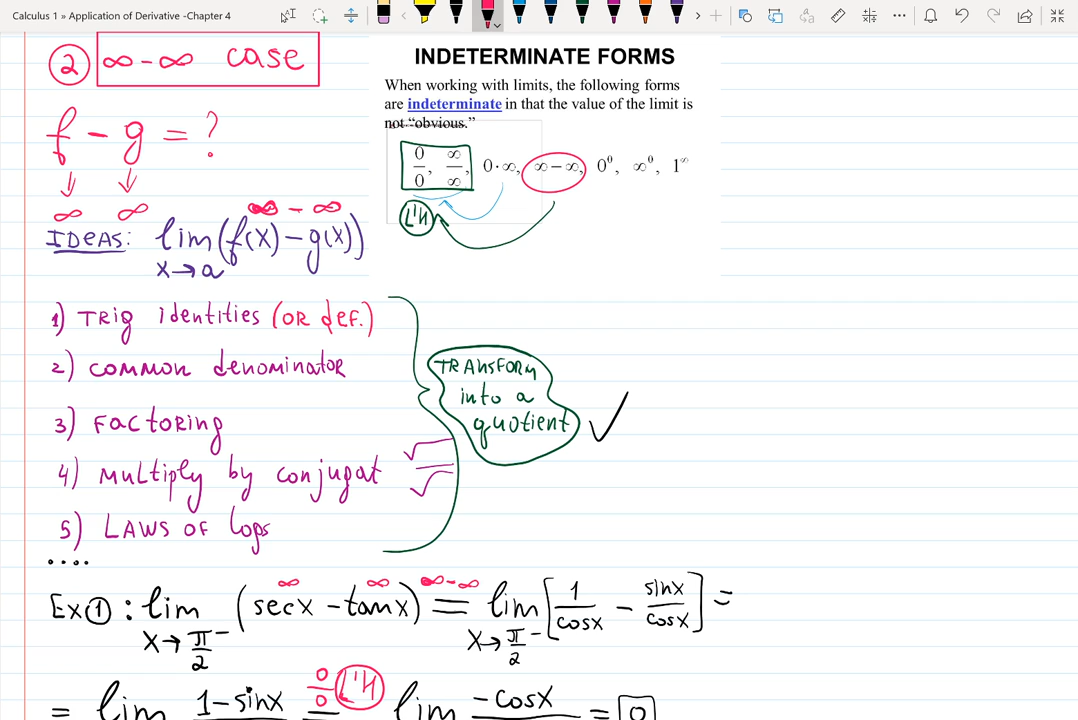 Calculus 1 » Application of Derivative -Chapter 4
② ∞-∞ case
f - g = ?
↓ ↓
∞ ∞
INDETERMINATE FORMS
When working with limits, the following forms
are indeterminate in that the value of the limit is
not "obvious."
0/0, ∞/∞, 0·∞, ∞-∞, 0⁰, ∞⁰, 1^∞
L'H
∞ - ∞
IDEAS: lim x→a (f(x) - g(x))
1) TRIG identities (OR def.)
2) COMMON denominatoR
3) FACTORING
4) MULTIPLY by conjugat √ √
5) LAWS OF Logs
....
TRANSFORM
into a
quotient ✓
∞ ∞ ∞-∞
Ex①: lim x→π/2⁻ (secx - tanx) = lim x→π/2⁻ [1/cosx - sinx/cosx] =
= lim 1-sinx 0/0 L'H = lim -cosx = 0